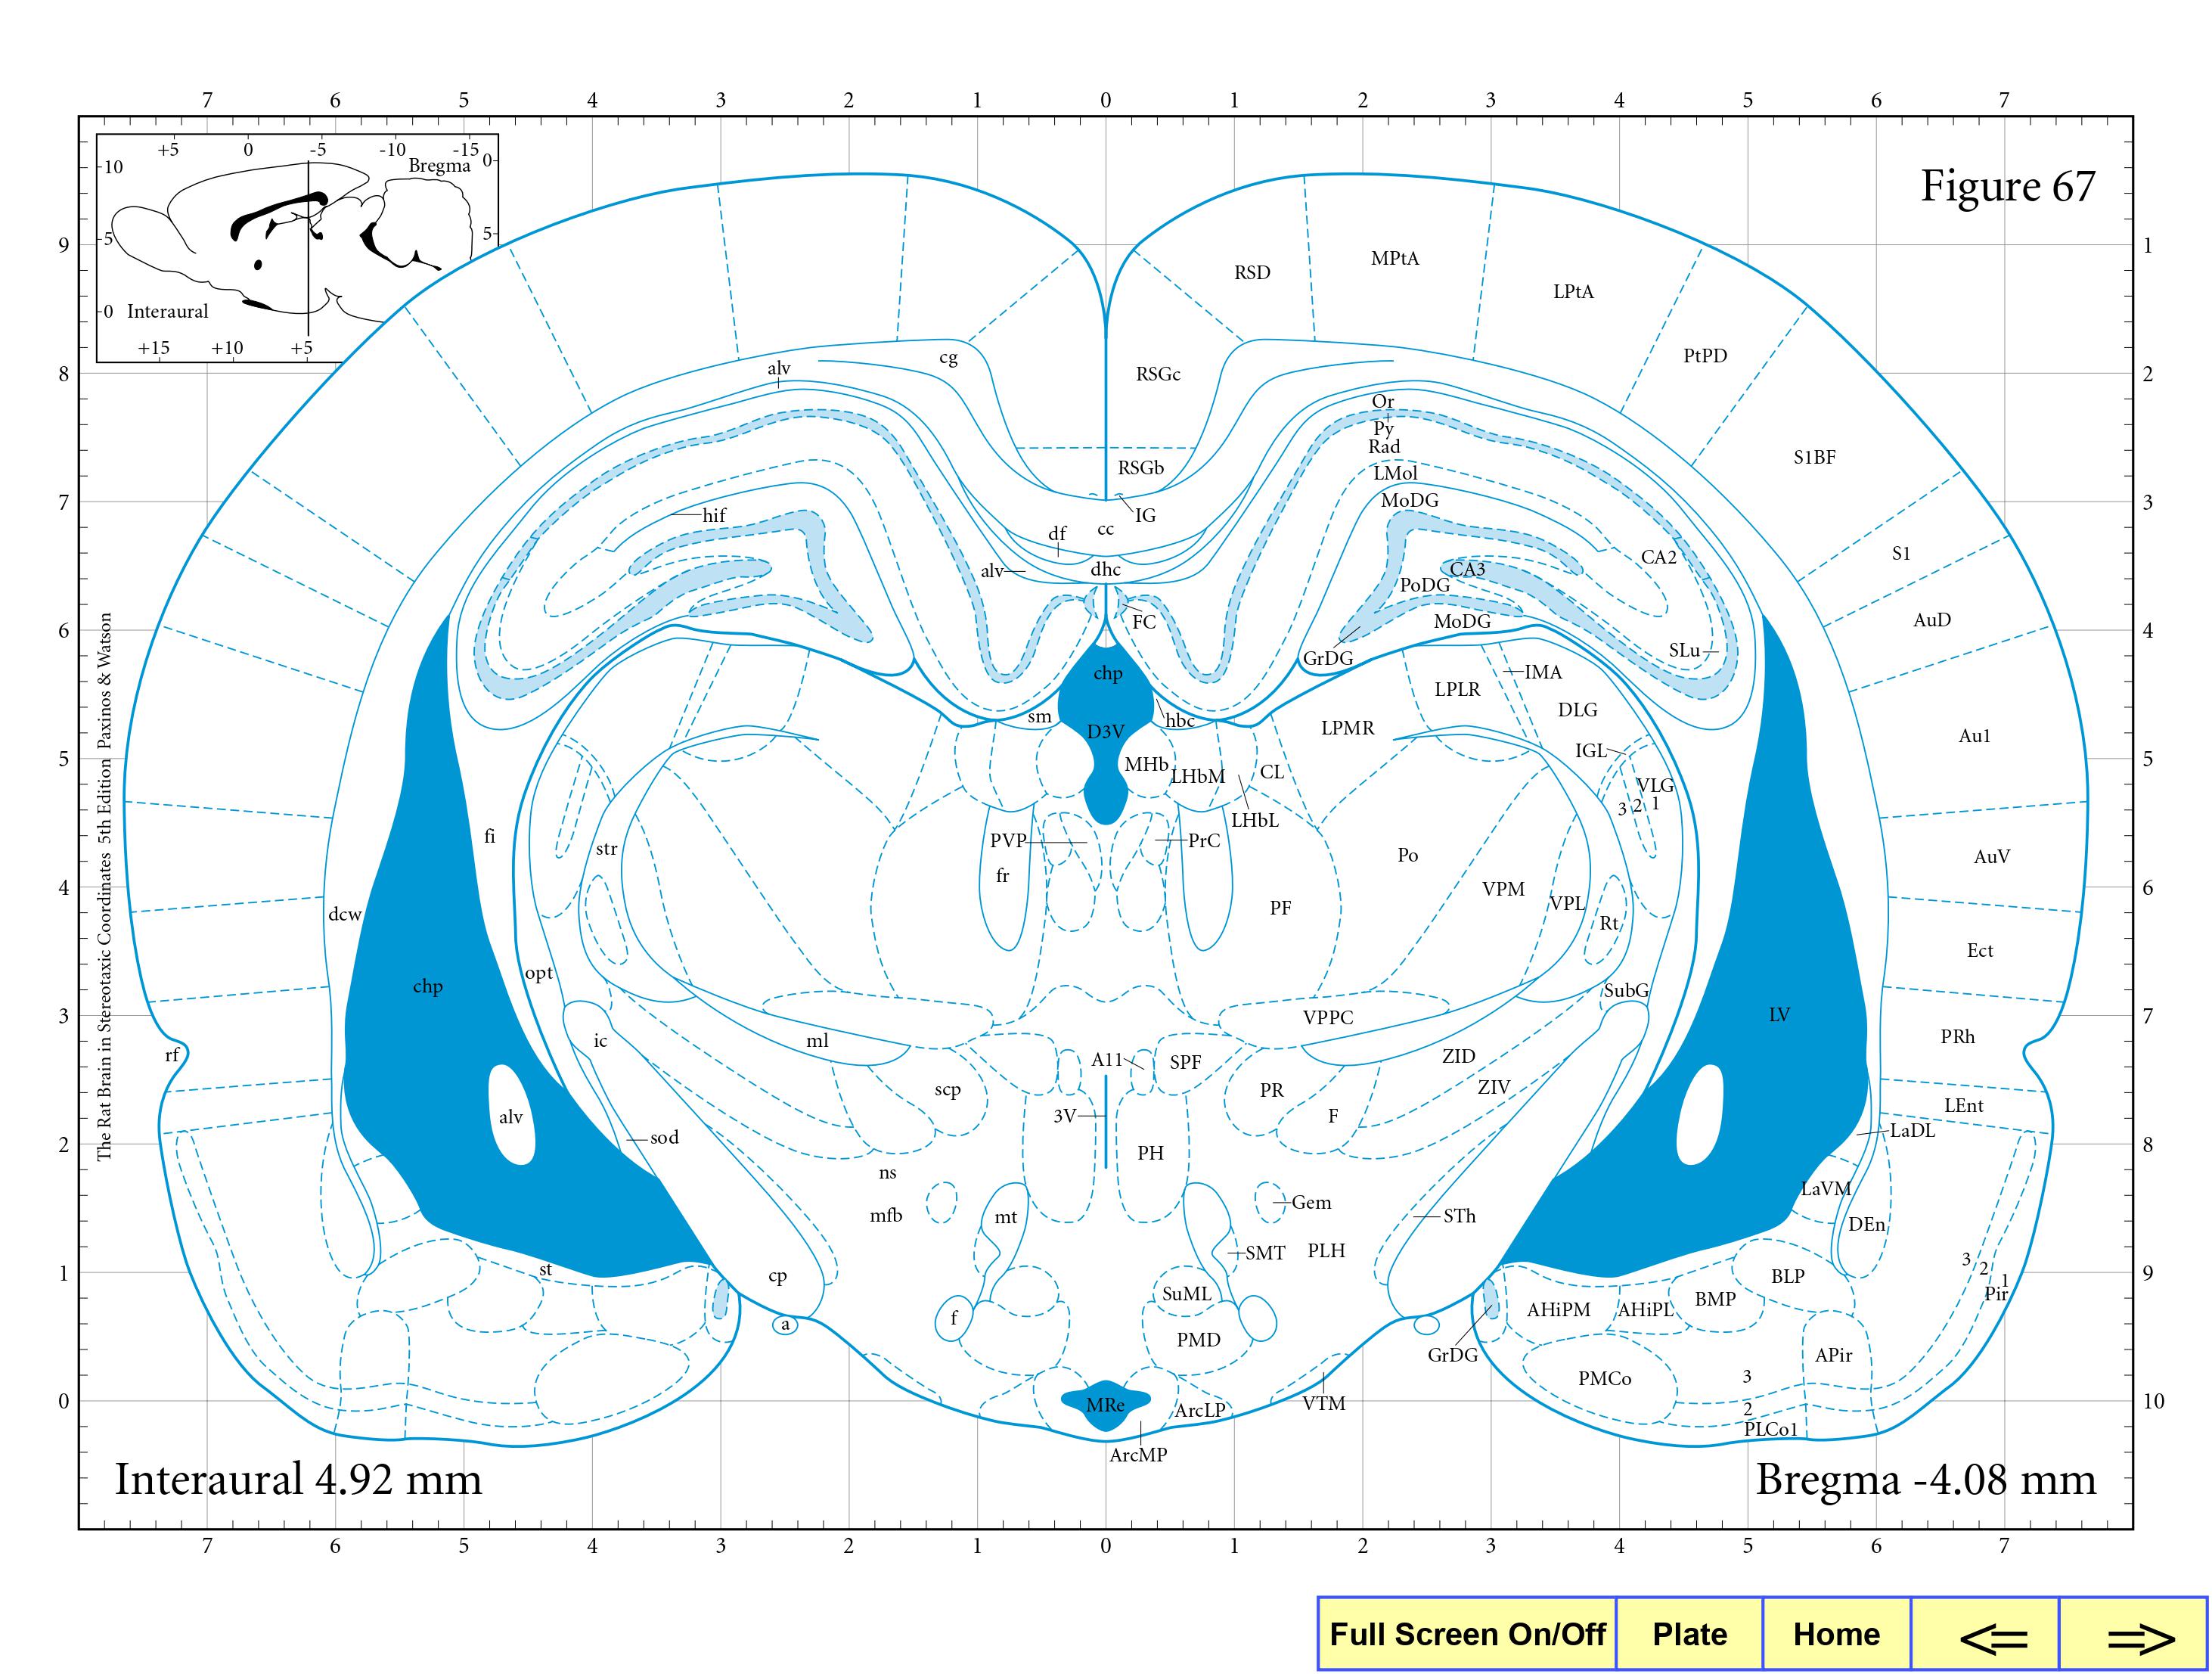 7 6 5 4 3 2 1 0 1 2 3 4 5 6 7
+5 0 -5 -10 -15
Bregma 0
10
5 5
0 Interaural
+15 +10 +5
Figure 67
9 1
8 2
7 3
6 4
5 5
4 6
3 7
2 8
1 9
0 10
The Rat Brain in Stereotaxic Coordinates 5th Edition Paxinos & Watson
RSD
MPtA
LPtA
PtPD
cg
alv
RSGc
Or
Py
Rad
LMol
MoDG
RSGb
S1BF
hif
IG
cc
df
alv
dhc
CA2
CA3
PoDG
S1
FC
MoDG
AuD
GrDG
SLu
chp
IMA
LPLR
DLG
sm
hbc
D3V
LPMR
Au1
IGL
MHb
LHbM
CL
VLG
3 2 1
LHbL
fi
str
PVP
PrC
fr
Po
AuV
VPM
VPL
PF
dcw
Rt
Ect
opt
chp
SubG
LV
VPPC
PRh
rf
ic
ml
A11
SPF
ZID
ZIV
scp
PR
F
LEnt
alv
3V
LaDL
sod
PH
ns
LaVM
mfb
mt
Gem
STh
DEn
SMT
PLH
st
cp
3
2
1
Pir
BLP
SuML
BMP
AHiPM
AHiPL
f
a
PMD
GrDG
APir
PMCo
3
MRe
ArcLP
VTM
2
PLCo1
ArcMP
Interaural 4.92 mm
Bregma -4.08 mm
7 6 5 4 3 2 1 0 1 2 3 4 5 6 7
Full Screen On/Off Plate Home <= =>